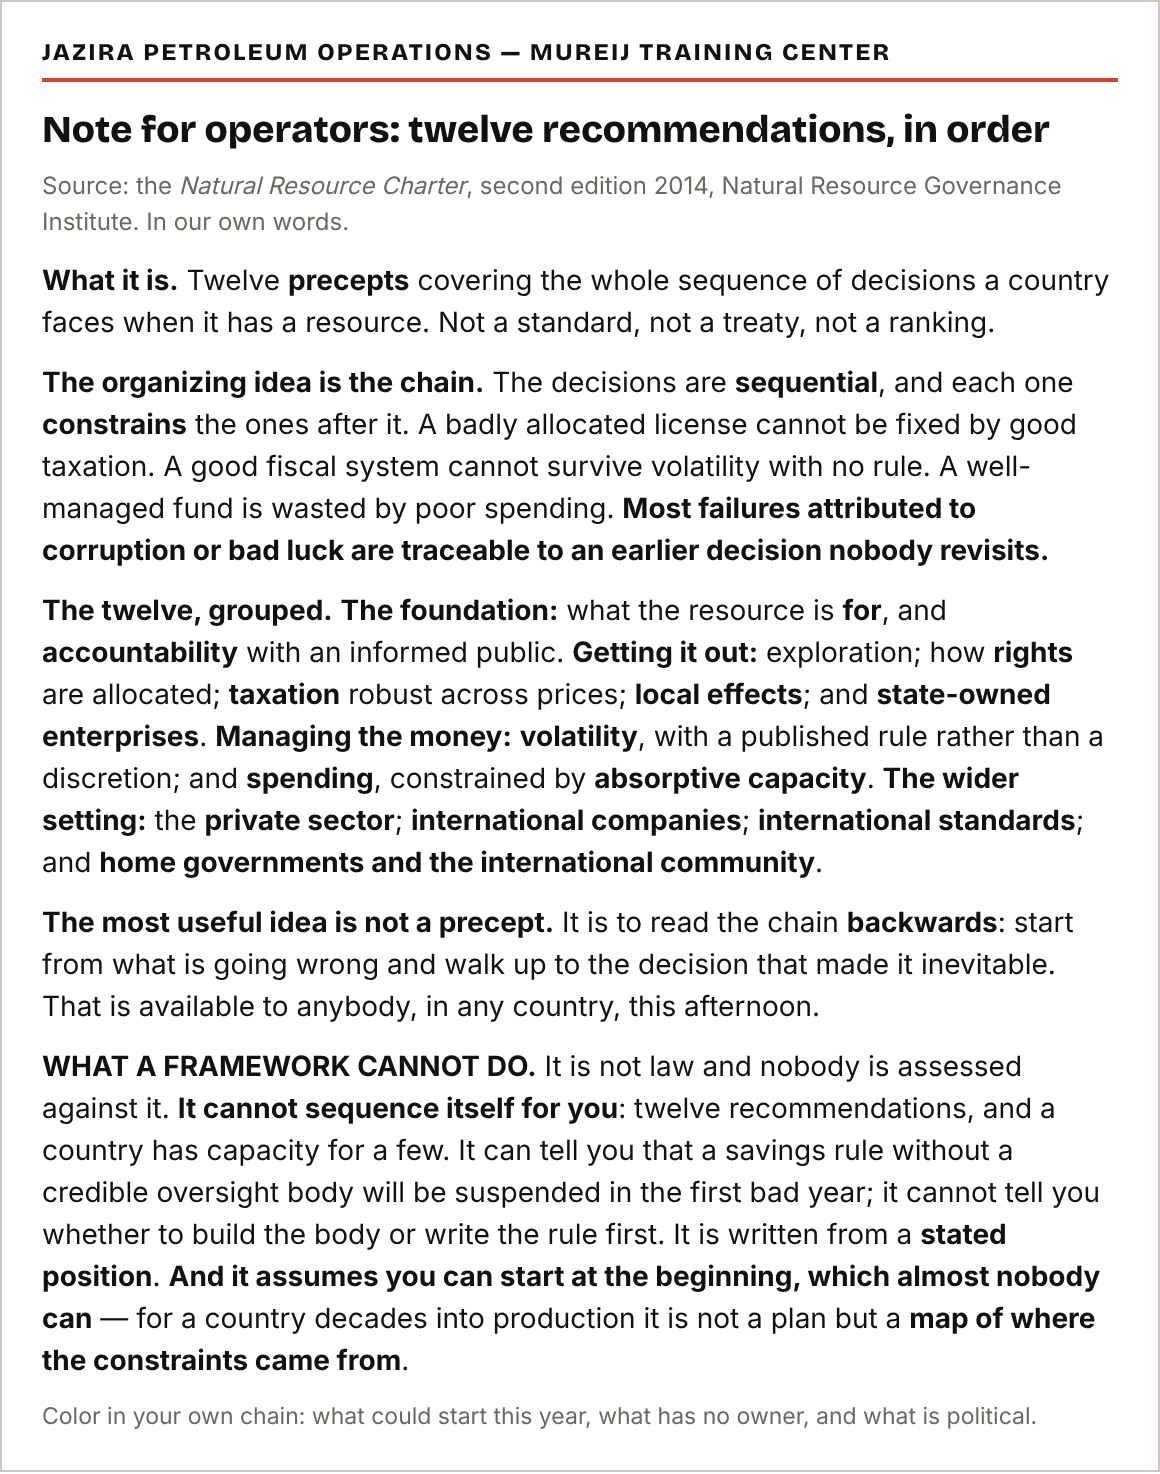 JAZIRA PETROLEUM OPERATIONS — MUREIJ TRAINING CENTER
Note for operators: twelve recommendations, in order
Source: the Natural Resource Charter, second edition 2014, Natural Resource Governance
Institute. In our own words.
What it is. Twelve precepts covering the whole sequence of decisions a country
faces when it has a resource. Not a standard, not a treaty, not a ranking.
The organizing idea is the chain. The decisions are sequential, and each one
constrains the ones after it. A badly allocated license cannot be fixed by good
taxation. A good fiscal system cannot survive volatility with no rule. A well-
managed fund is wasted by poor spending. Most failures attributed to
corruption or bad luck are traceable to an earlier decision nobody revisits.
The twelve, grouped. The foundation: what the resource is for, and
accountability with an informed public. Getting it out: exploration; how rights
are allocated; taxation robust across prices; local effects; and state-owned
enterprises. Managing the money: volatility, with a published rule rather than a
discretion; and spending, constrained by absorptive capacity. The wider
setting: the private sector; international companies; international standards;
and home governments and the international community.
The most useful idea is not a precept. It is to read the chain backwards: start
from what is going wrong and walk up to the decision that made it inevitable.
That is available to anybody, in any country, this afternoon.
WHAT A FRAMEWORK CANNOT DO. It is not law and nobody is assessed
against it. It cannot sequence itself for you: twelve recommendations, and a
country has capacity for a few. It can tell you that a savings rule without a
credible oversight body will be suspended in the first bad year; it cannot tell you
whether to build the body or write the rule first. It is written from a stated
position. And it assumes you can start at the beginning, which almost nobody
can — for a country decades into production it is not a plan but a map of where
the constraints came from.
Color in your own chain: what could start this year, what has no owner, and what is political.